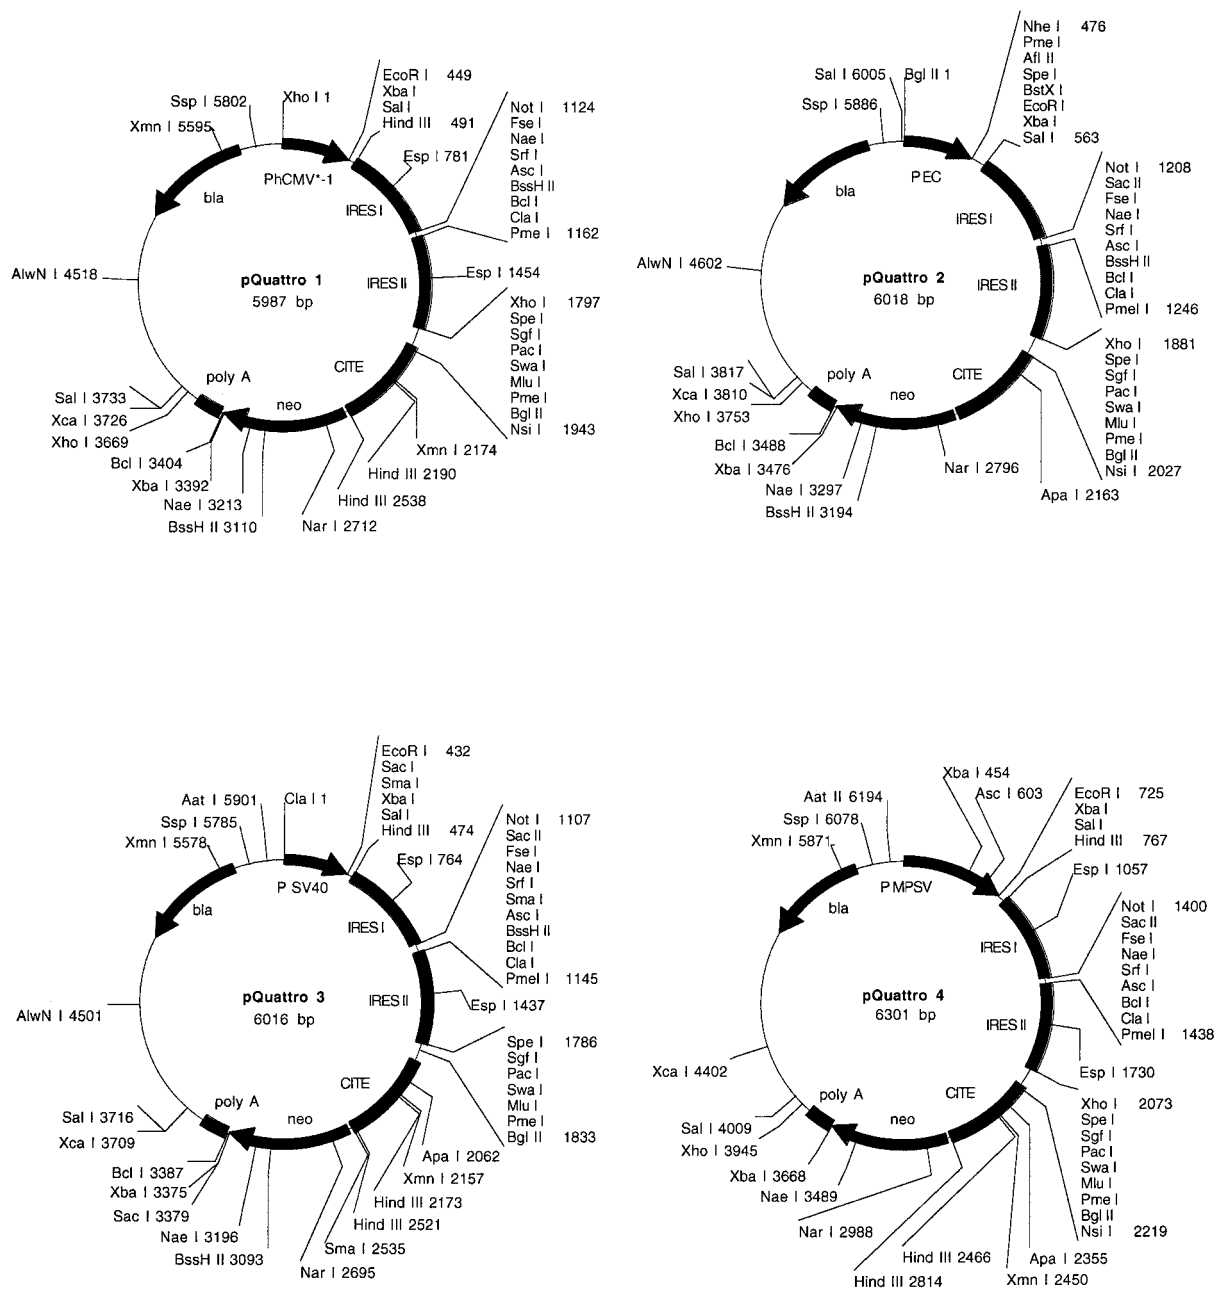 EcoR I 449
Xba I
Sal I
Hind III 491
Xho I 1
Ssp I 5802
Xmn I 5595
Not I 1124
Fse I
Nae I
Srf I
Asc I
BssH II
Bcl I
Cla I
Pme I 1162
Esp I 781
PhCMV*-1
bla
IRES I
AlwN I 4518
pQuattro 1
5987 bp
IRES II
Esp I 1454
Xho I 1797
Spe I
Sgf I
Pac I
Swa I
Mlu I
Pme I
Bgl II
Nsi I 1943
CITE
poly A
neo
Sal I 3733
Xca I 3726
Xho I 3669
Bcl I 3404
Xba I 3392
Nae I 3213
BssH II 3110
Xmn I 2174
Hind III 2190
Hind III 2538
Nar I 2712
Nhe I 476
Pme I
Afl II
Spe I
BstX I
EcoR I
Xba I
Sal I 563
Sal I 6005
Bgl II 1
Ssp I 5886
Not I 1208
Sac II
Fse I
Nae I
Srf I
Asc I
BssH II
Bcl I
Cla I
PmeI I 1246
P EC
bla
IRES I
AlwN I 4602
pQuattro 2
6018 bp
IRES II
Xho I 1881
Spe I
Sgf I
Pac I
Swa I
Mlu I
Pme I
Bgl II
Nsi I 2027
CITE
poly A
neo
Sal I 3817
Xca I 3810
Xho I 3753
Bcl I 3488
Xba I 3476
Nae I 3297
BssH II 3194
Nar I 2796
Apa I 2163
EcoR I 432
Sac I
Sma I
Xba I
Sal I
Hind III 474
Aat I 5901
Cla I 1
Ssp I 5785
Xmn I 5578
Not I 1107
Sac II
Fse I
Nae I
Srf I
Sma I
Asc I
BssH II
Bcl I
Cla I
PmeI I 1145
Esp I 764
P SV40
bla
IRES I
AlwN I 4501
pQuattro 3
6016 bp
IRES II
Esp I 1437
Spe I 1786
Sgf I
Pac I
Swa I
Mlu I
Pme I
Bgl II 1833
CITE
poly A
neo
Sal I 3716
Xca I 3709
Bcl I 3387
Xba I 3375
Sac I 3379
Nae I 3196
BssH II 3093
Apa I 2062
Xmn I 2157
Hind III 2173
Hind III 2521
Sma I 2535
Nar I 2695
Xba I 454
Asc I 603
EcoR I 725
Xba I
Sal I
Hind III 767
Aat II 6194
Ssp I 6078
Xmn I 5871
Esp I 1057
P MPSV
bla
Not I 1400
Sac II
Fse I
Nae I
Srf I
Asc I
Bcl I
Cla I
PmeI I 1438
IRES I
pQuattro 4
6301 bp
IRES II
Xca I 4402
Esp I 1730
Xho I 2073
Spe I
Sgf I
Pac I
Swa I
Mlu I
Pme I
Bgl II
Nsi I 2219
CITE
poly A
neo
Sal I 4009
Xho I 3945
Xba I 3668
Nae I 3489
Nar I 2988
Hind III 2466
Hind III 2814
Apa I 2355
Xmn I 2450